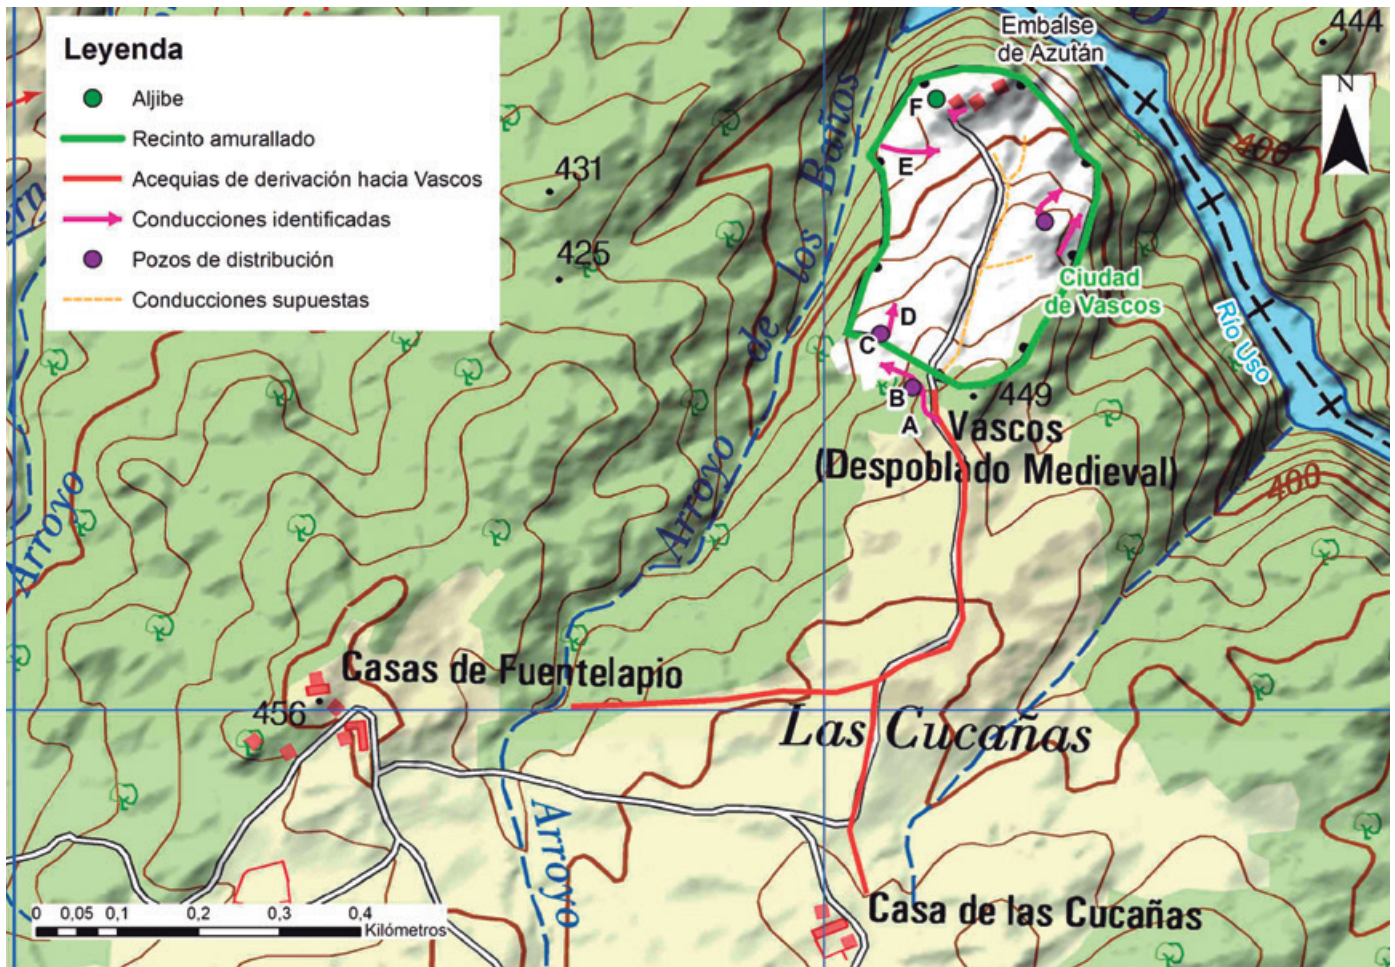 Leyenda
Aljibe
Recinto amurallado
Acequias de derivación hacia Vascos
Conducciones identificadas
Pozos de distribución
Conducciones supuestas
Embalse
de Azután
444
N
400
431
425
Arroyo
de
los
Baños
F
E
D
C
B
A
Ciudad
de Vascos
Río Uso
449
Vascos
(Despoblado Medieval)
400
Arroyo
Casas de Fuentelapio
456
Las Cucañas
Arroyo
Casa de las Cucañas
0 0,05 0,1 0,2 0,3 0,4
Kilómetros